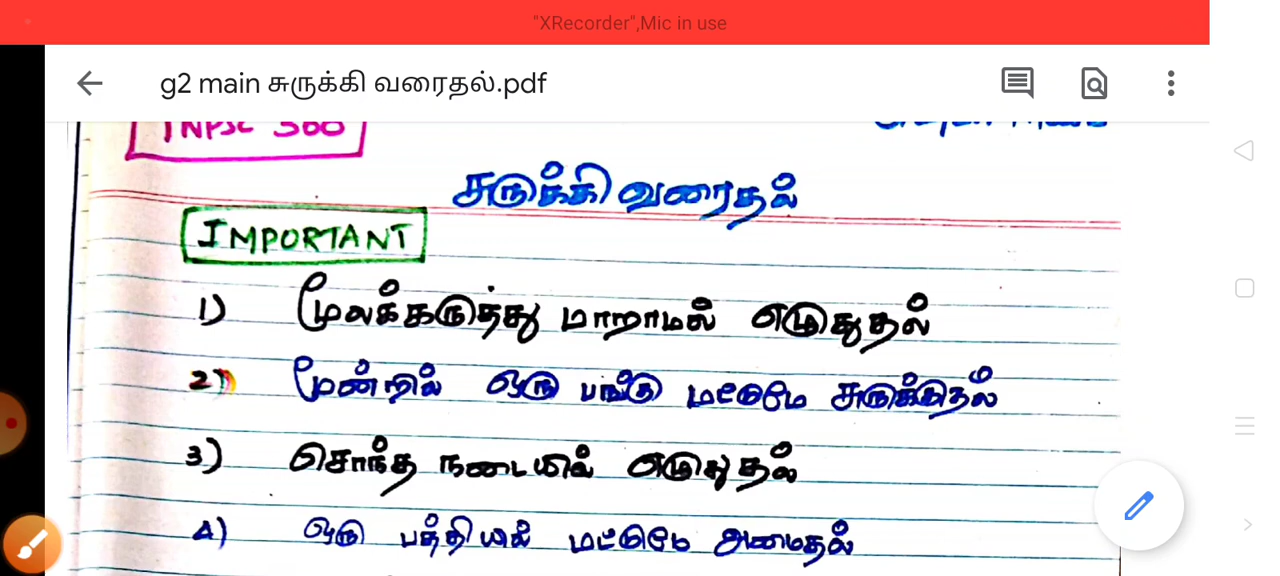 "XRecorder",Mic in use
g2 main சுருக்கி வரைதல்.pdf
TNPSC 360
சுருக்கி வரைதல்
IMPORTANT
1) மூலக்கருத்து மாறாமல் எழுதுதல்
2) மூன்றில் ஒரு பங்கு மட்டுமே சுருக்குதல்
3) சொந்த நடையில் எழுதுதல்
4) ஒரு பத்தியில் மட்டுமே அமைதல்